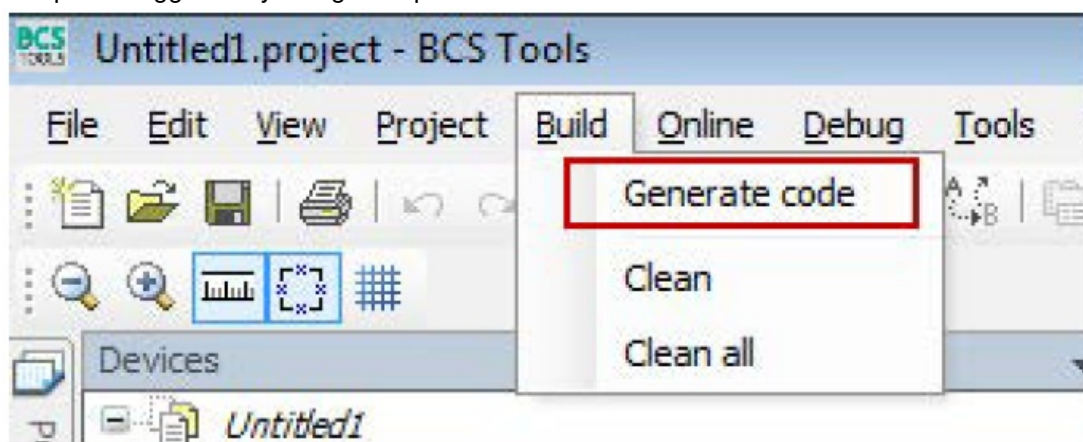 BCS TOOLS Untitled1.project - BCS Tools
File Edit View Project Build Online Debug Tools
Generate code
A B
Clean
Clean all
Devices
Untitled1